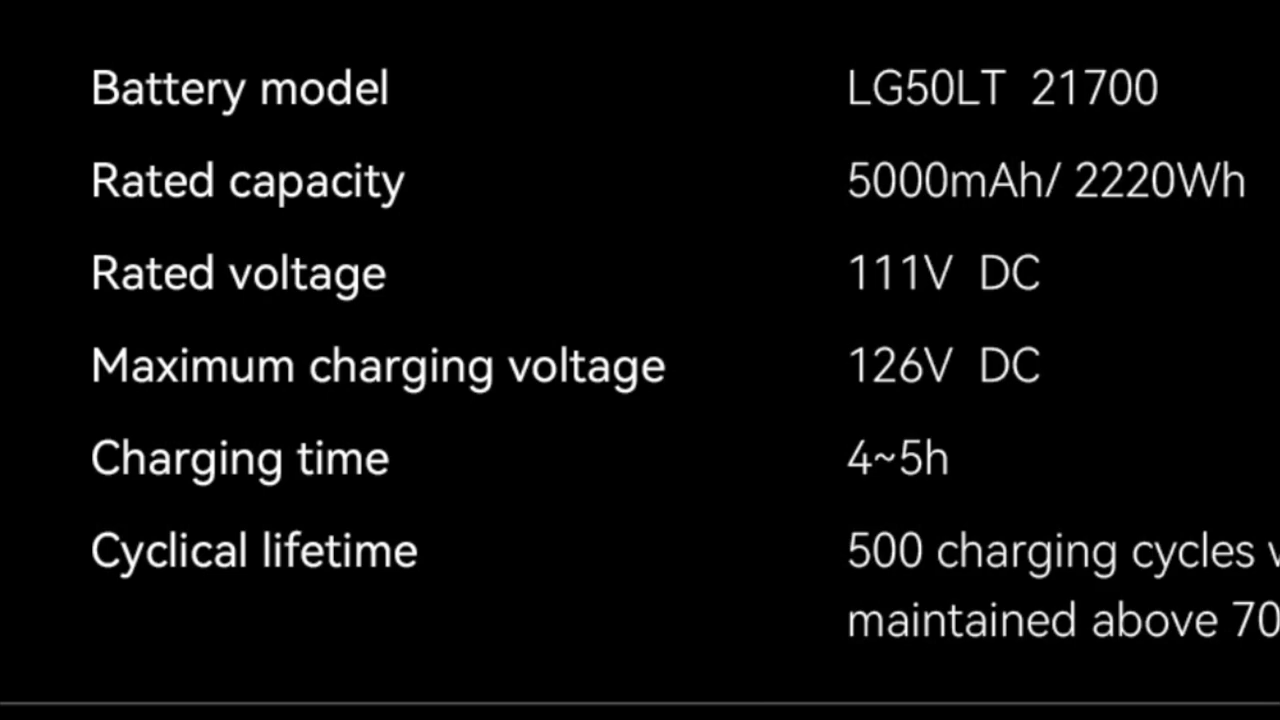 Battery model LG50LT 21700
Rated capacity 5000mAh/ 2220Wh
Rated voltage 111V DC
Maximum charging voltage 126V DC
Charging time 4~5h
Cyclical lifetime 500 charging cycles
maintained above 70